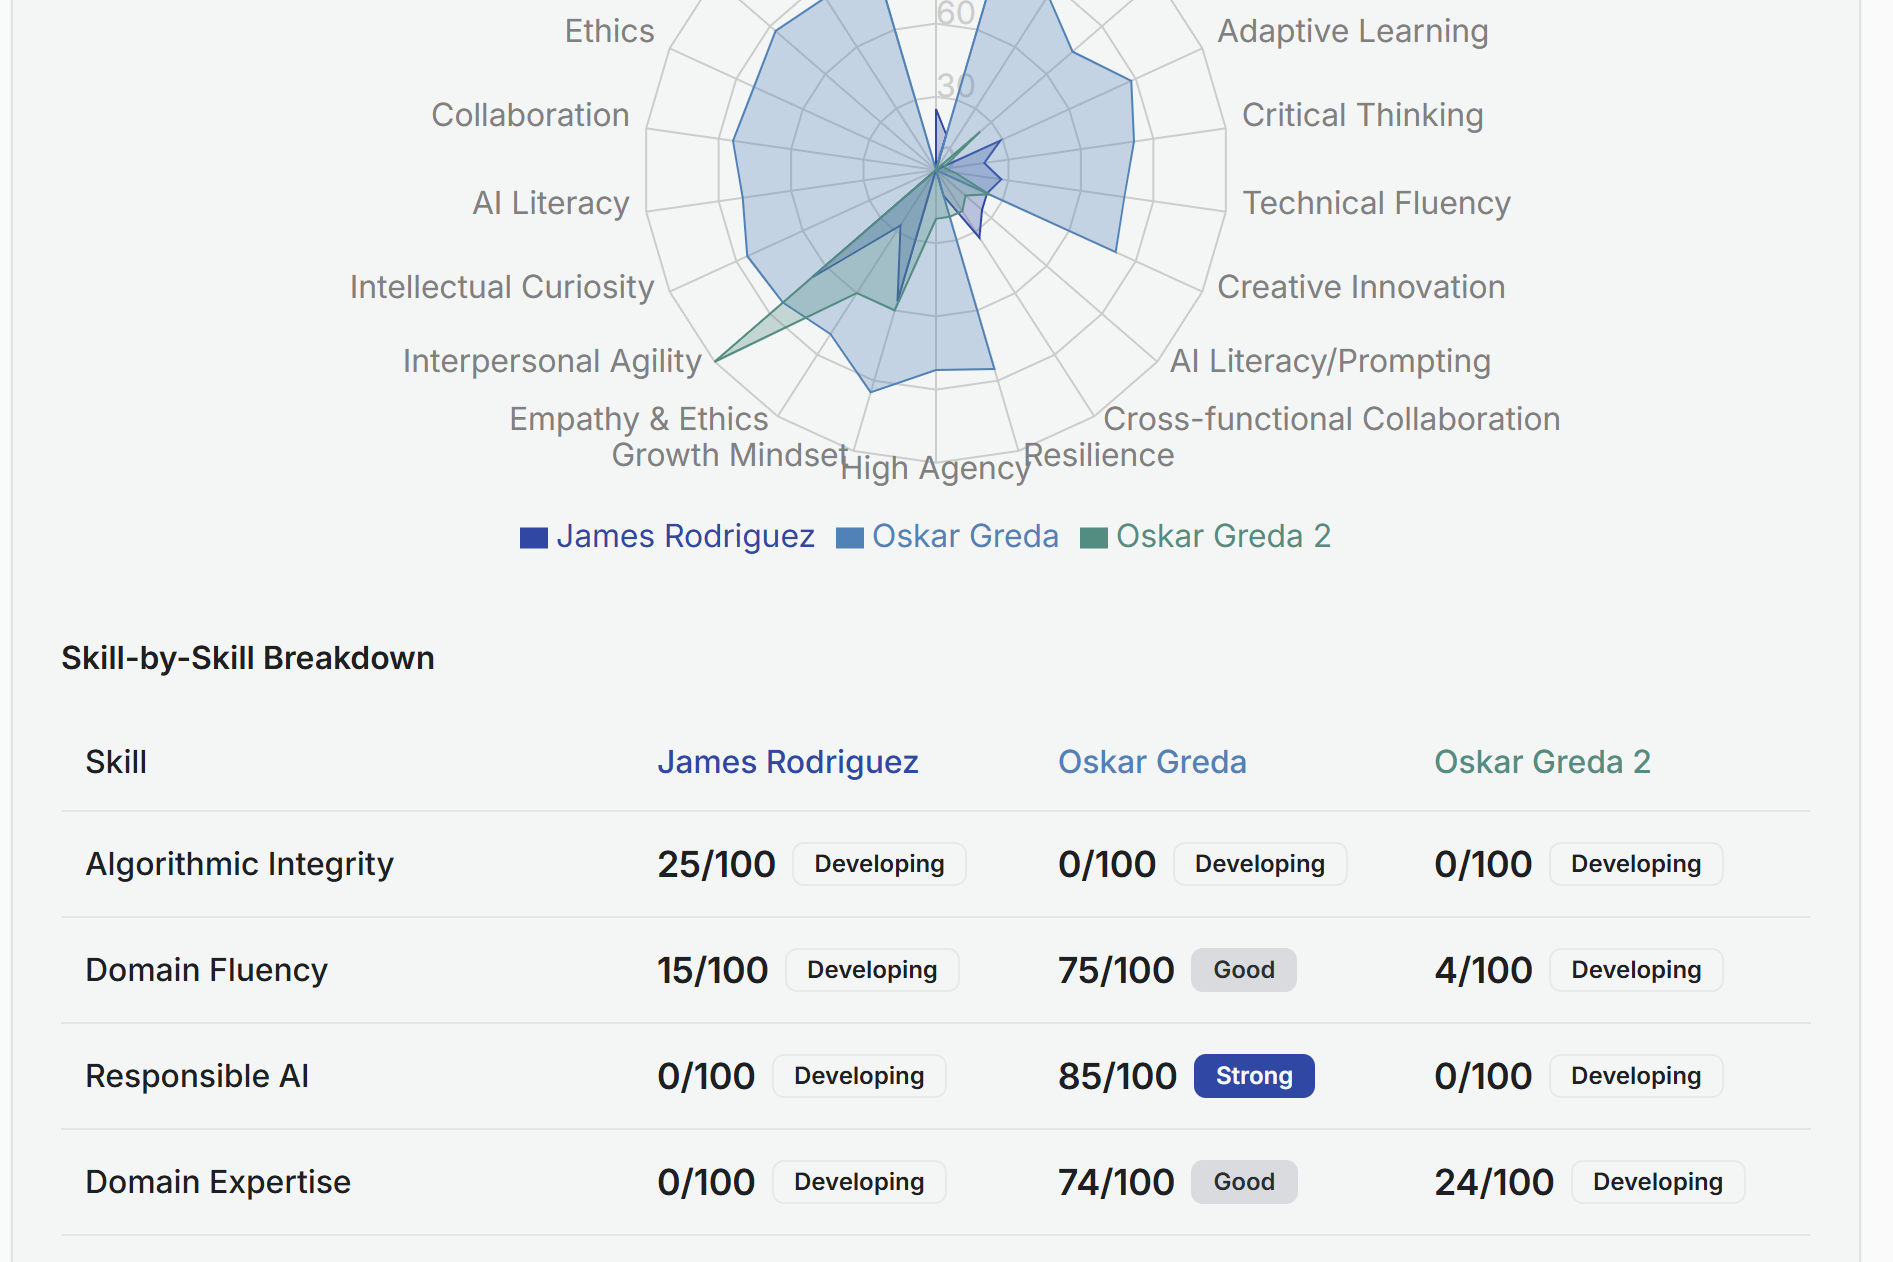 60
30
Ethics
Adaptive Learning
Collaboration
Critical Thinking
AI Literacy
Technical Fluency
Intellectual Curiosity
Creative Innovation
Interpersonal Agility
AI Literacy/Prompting
Empathy & Ethics
Cross-functional Collaboration
Growth Mindset
High Agency
Resilience
James Rodriguez
Oskar Greda
Oskar Greda 2
Skill-by-Skill Breakdown
Skill James Rodriguez Oskar Greda Oskar Greda 2
Algorithmic Integrity 25/100 Developing 0/100 Developing 0/100 Developing
Domain Fluency 15/100 Developing 75/100 Good 4/100 Developing
Responsible AI 0/100 Developing 85/100 Strong 0/100 Developing
Domain Expertise 0/100 Developing 74/100 Good 24/100 Developing